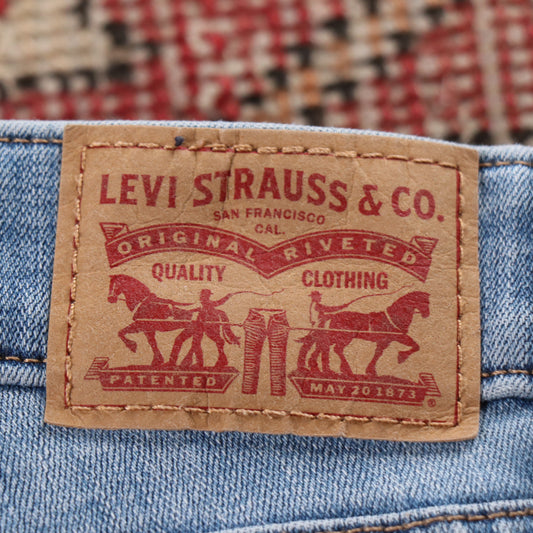 LEVI STRAUSS & CO.
SAN FRANCISCO
CAL.
ORIGINAL RIVETED
QUALITY CLOTHING
PATENTED MAY 20 1873 ®